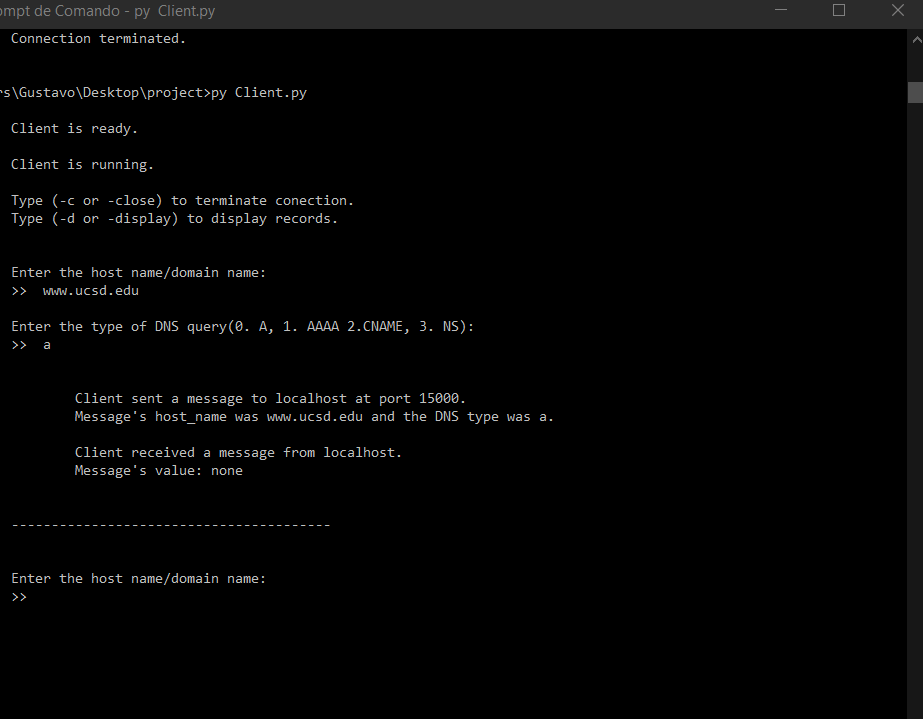 ompt de Comando - py  Client.py
Connection terminated.
rs\Gustavo\Desktop\project>py Client.py
Client is ready.
Client is running.
Type (-c or -close) to terminate conection.
Type (-d or -display) to display records.
Enter the host name/domain name:
>>  www.ucsd.edu
Enter the type of DNS query(0. A, 1. AAAA 2.CNAME, 3. NS):
>>  a
Client sent a message to localhost at port 15000.
Message's host_name was www.ucsd.edu and the DNS type was a.
Client received a message from localhost.
Message's value: none
----------------------------------------
Enter the host name/domain name:
>>